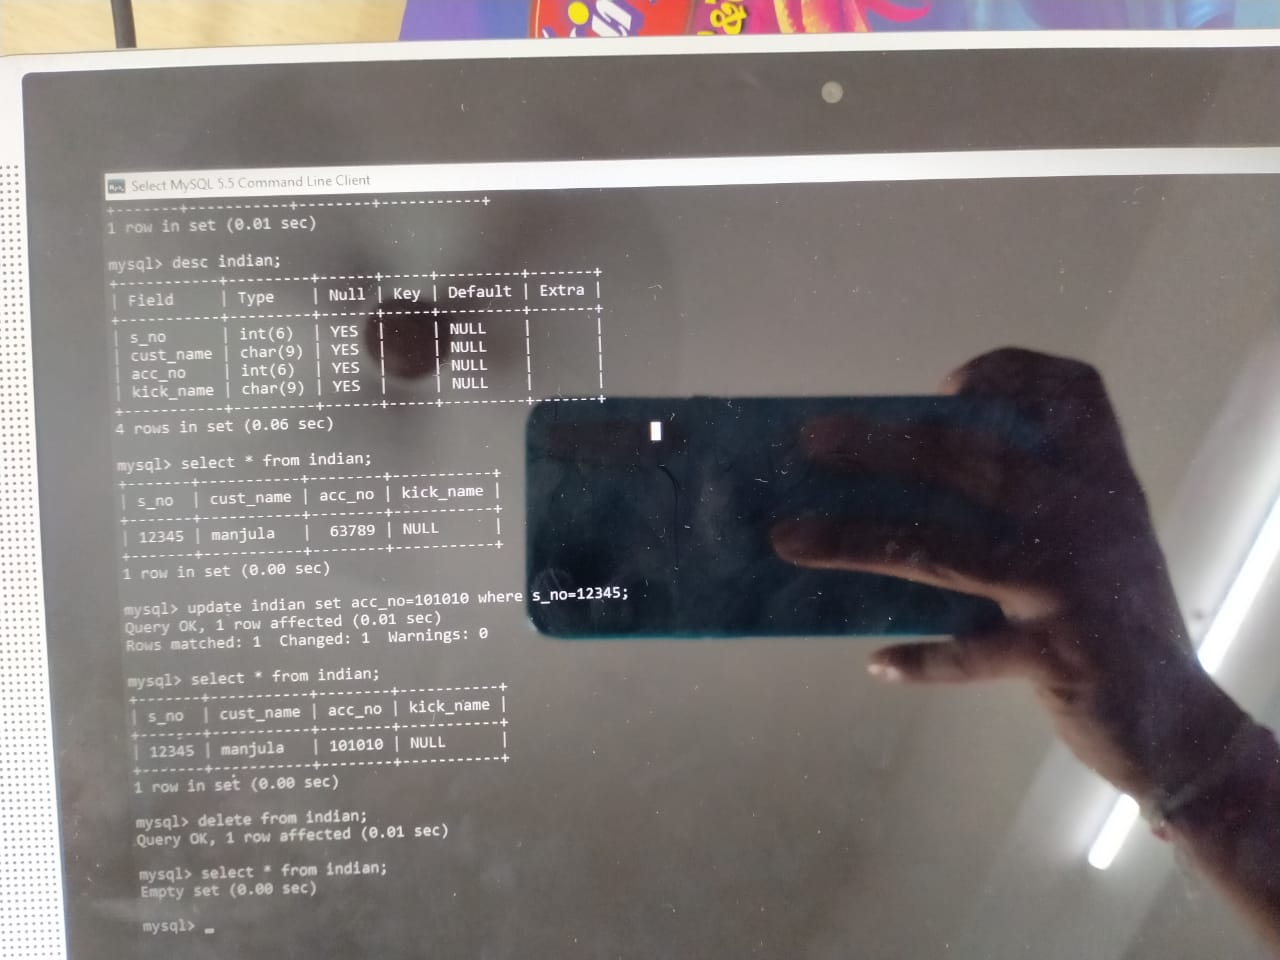 Select MySQL 5.5 Command Line Client
+-------+-----------+--------+-----------+
1 row in set (0.01 sec)
mysql> desc indian;
+-----------+---------+------+-----+---------+-------+
| Field     | Type    | Null | Key | Default | Extra |
+-----------+---------+------+-----+---------+-------+
| s_no      | int(6)  | YES  |     | NULL    |       |
| cust_name | char(9) | YES  |     | NULL    |       |
| acc_no    | int(6)  | YES  |     | NULL    |       |
| kick_name | char(9) | YES  |     | NULL    |       |
+-----------+---------+------+-----+---------+-------+
4 rows in set (0.06 sec)
mysql> select * from indian;
+-------+-----------+--------+-----------+
| s_no  | cust_name | acc_no | kick_name |
+-------+-----------+--------+-----------+
| 12345 | manjula   |  63789 | NULL      |
+-------+-----------+--------+-----------+
1 row in set (0.00 sec)
mysql> update indian set acc_no=101010 where s_no=12345;
Query OK, 1 row affected (0.01 sec)
Rows matched: 1  Changed: 1  Warnings: 0
mysql> select * from indian;
+-------+-----------+--------+-----------+
| s_no  | cust_name | acc_no | kick_name |
+-------+-----------+--------+-----------+
| 12345 | manjula   | 101010 | NULL      |
+-------+-----------+--------+-----------+
1 row in set (0.00 sec)
mysql> delete from indian;
Query OK, 1 row affected (0.01 sec)
mysql> select * from indian;
Empty set (0.00 sec)
mysql> _